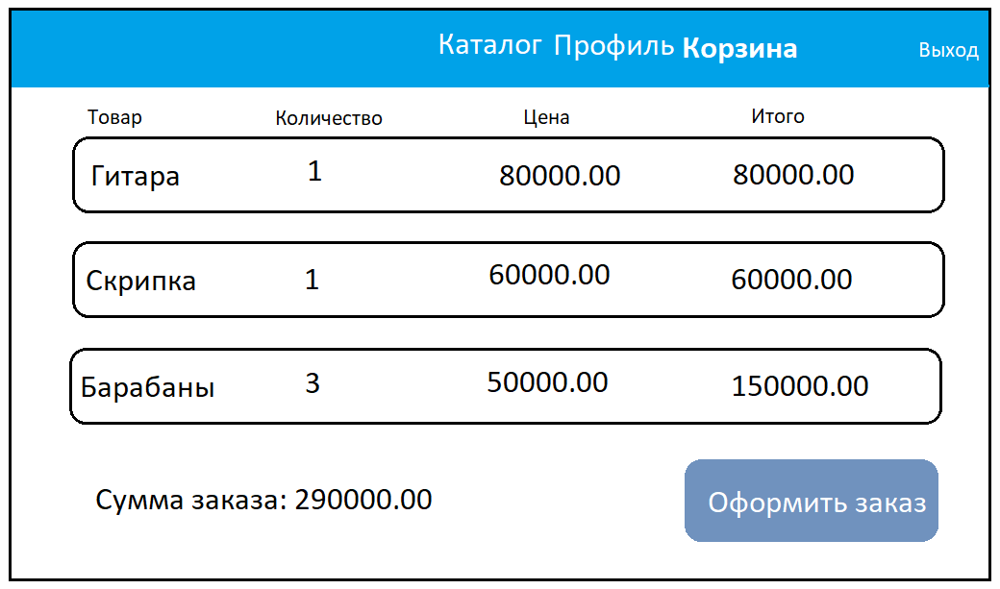 Каталог Профиль Корзина Выход
Товар Количество Цена Итого
Гитара 1 80000.00 80000.00
Скрипка 1 60000.00 60000.00
Барабаны 3 50000.00 150000.00
Сумма заказа: 290000.00 Оформить заказ